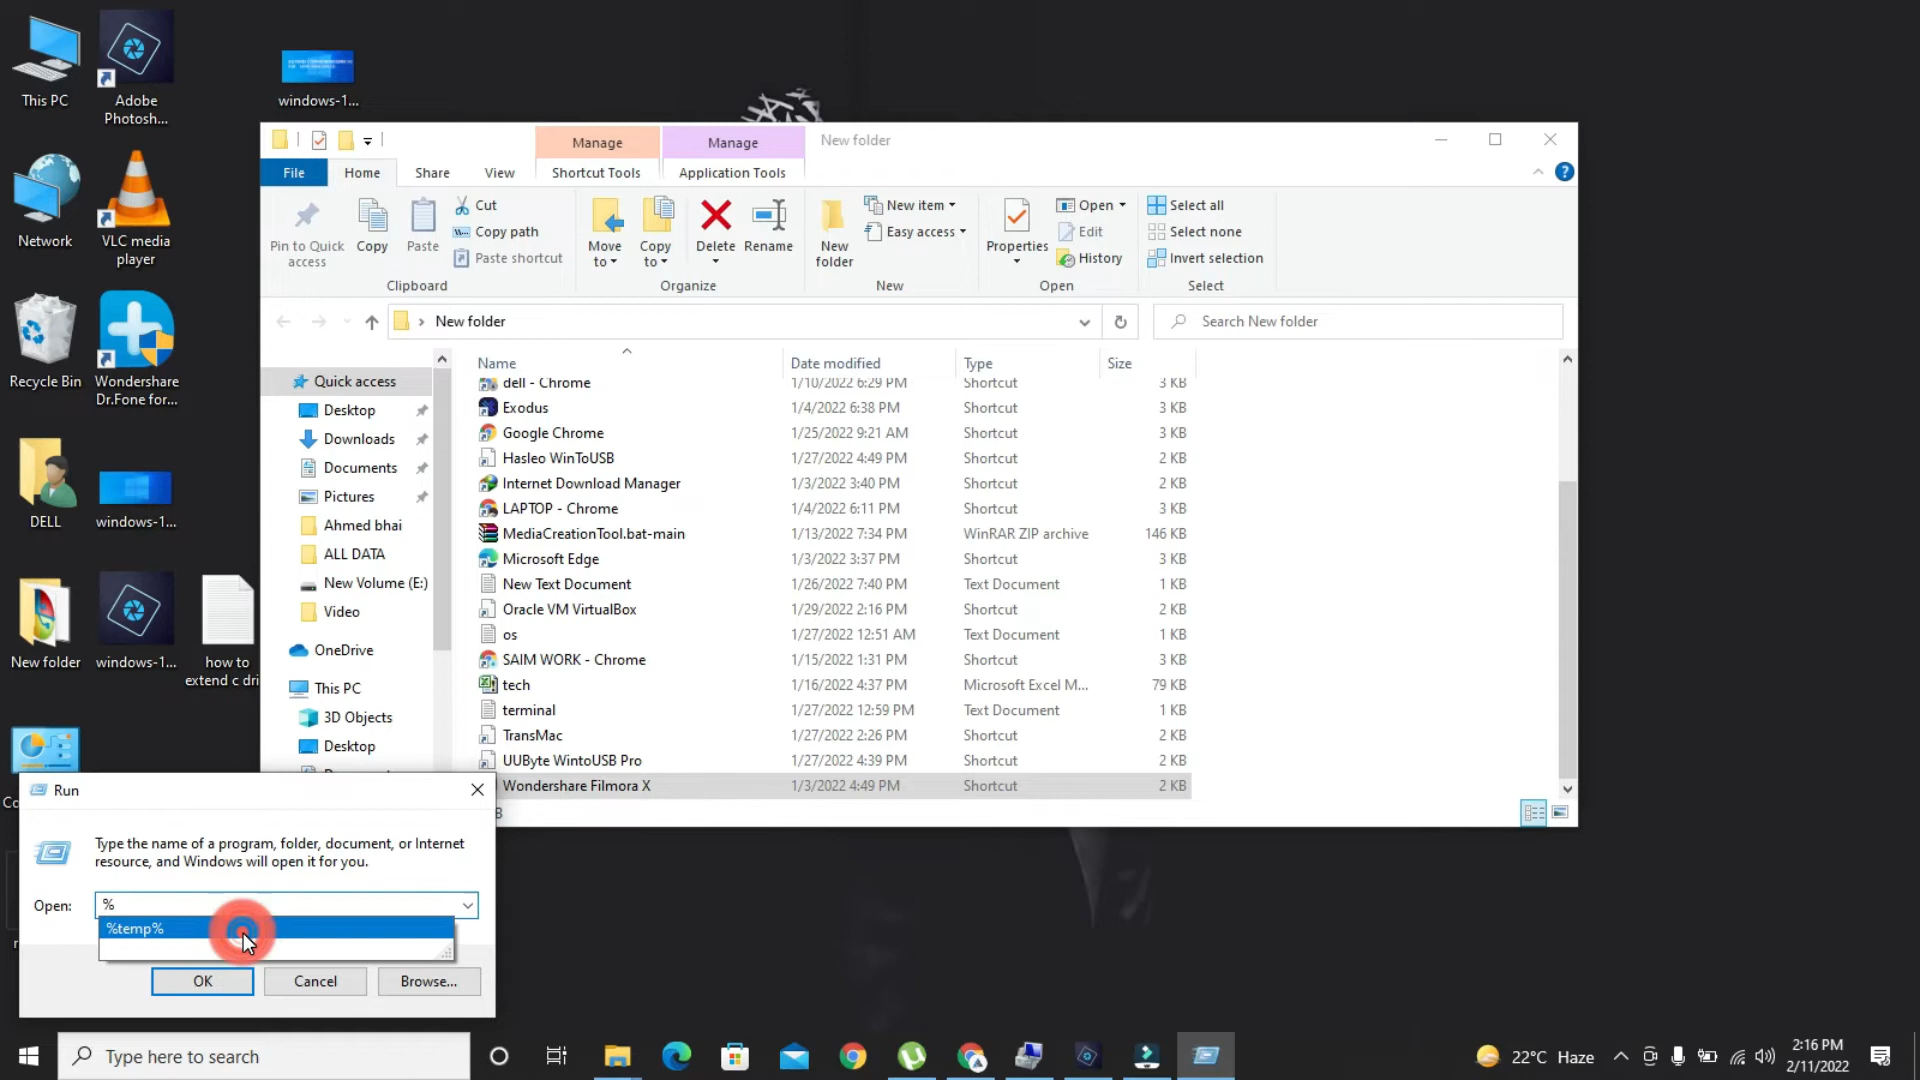 This PC
Adobe
Photosh...
windows-1...
Network
VLC media
player
Recycle Bin
Wondershare
Dr.Fone for...
DELL
windows-1...
New folder
windows-1...
how to
extend c dri
Manage
Manage
New folder
File
Home
Share
View
Shortcut Tools
Application Tools
Pin to Quick
access
Copy
Paste
Cut
Copy path
Paste shortcut
Clipboard
Move
to
Copy
to
Delete
Rename
Organize
New
folder
New item
Easy access
New
Properties
Open
Edit
History
Open
Select all
Select none
Invert selection
Select
New folder
Search New folder
Name Date modified Type Size
dell - Chrome 1/10/2022 6:29 PM Shortcut 3 KB
Exodus 1/4/2022 6:38 PM Shortcut 3 KB
Google Chrome 1/25/2022 9:21 AM Shortcut 3 KB
Hasleo WinToUSB 1/27/2022 4:49 PM Shortcut 2 KB
Internet Download Manager 1/3/2022 3:40 PM Shortcut 2 KB
LAPTOP - Chrome 1/4/2022 6:11 PM Shortcut 3 KB
MediaCreationTool.bat-main 1/13/2022 7:34 PM WinRAR ZIP archive 146 KB
Microsoft Edge 1/3/2022 3:37 PM Shortcut 3 KB
New Text Document 1/26/2022 7:40 PM Text Document 1 KB
Oracle VM VirtualBox 1/29/2022 2:16 PM Shortcut 2 KB
os 1/27/2022 12:51 AM Text Document 1 KB
SAIM WORK - Chrome 1/15/2022 1:31 PM Shortcut 3 KB
tech 1/16/2022 4:37 PM Microsoft Excel M... 79 KB
terminal 1/27/2022 12:59 PM Text Document 1 KB
TransMac 1/27/2022 2:26 PM Shortcut 2 KB
UUByte WintoUSB Pro 1/27/2022 4:39 PM Shortcut 2 KB
Wondershare Filmora X 1/3/2022 4:49 PM Shortcut 2 KB
Quick access
Desktop
Downloads
Documents
Pictures
Ahmed bhai
ALL DATA
New Volume (E:)
Video
OneDrive
This PC
3D Objects
Desktop
Run
Type the name of a program, folder, document, or Internet
resource, and Windows will open it for you.
Open: %
%temp%
OK
Cancel
Browse...
Type here to search
22°C Haze
2:16 PM
2/11/2022